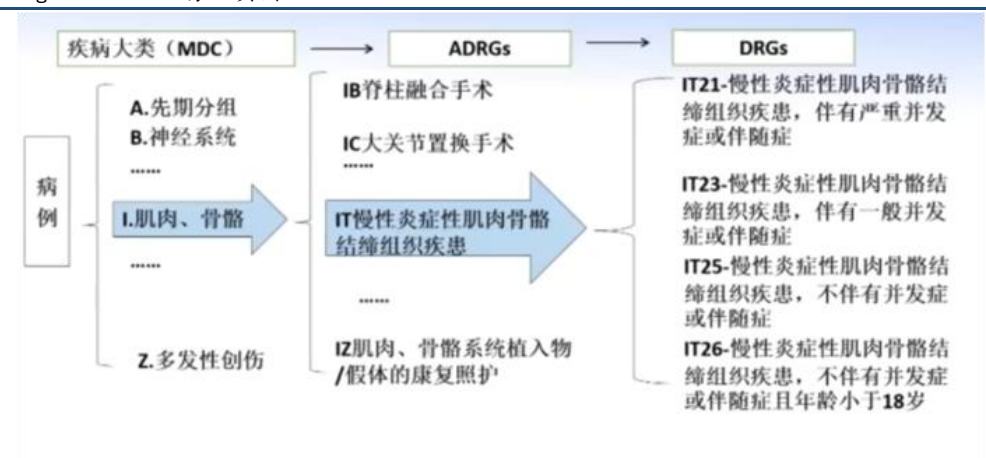 疾病大类（MDC）
ADRGs
DRGs
病
例
A.先期分组
B.神经系统
……
I.肌肉、骨骼
……
Z.多发性创伤
IB脊柱融合手术
IC大关节置换手术
……
IT慢性炎症性肌肉骨骼
结缔组织疾患
……
IZ肌肉、骨骼系统植入物
/假体的康复照护
IT21-慢性炎症性肌肉骨骼结
缔组织疾患，伴有严重并发
症或伴随症
IT23-慢性炎症性肌肉骨骼结
缔组织疾患，伴有一般并发
症或伴随症
IT25-慢性炎症性肌肉骨骼结
缔组织疾患，不伴有并发症
或伴随症
IT26-慢性炎症性肌肉骨骼结
缔组织疾患，不伴有并发症
或伴随症且年龄小于18岁